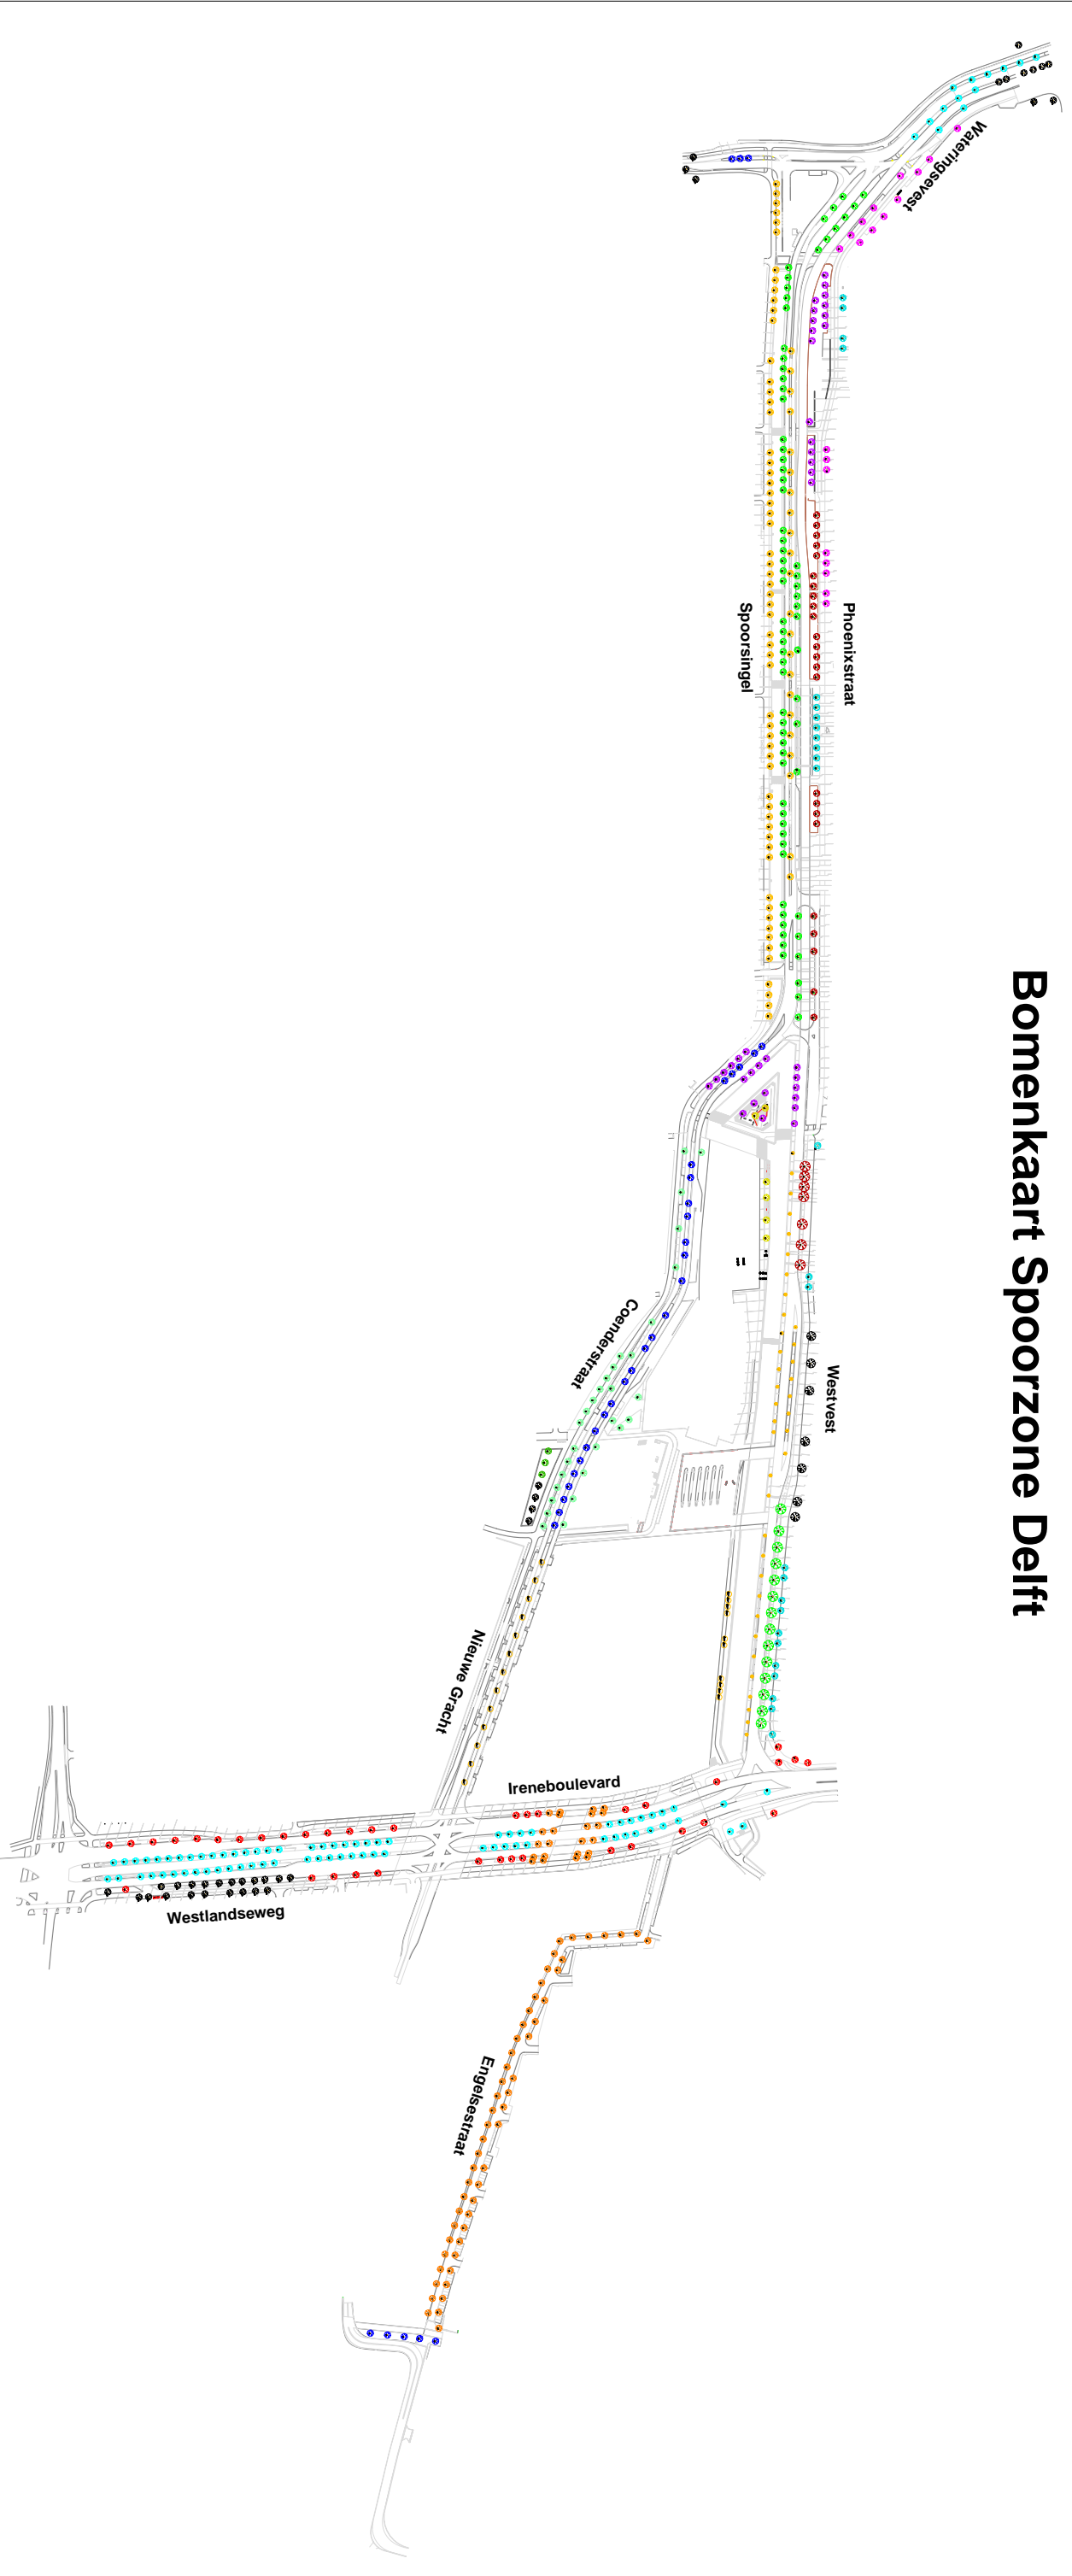 Bomenkaart Spoorzone Delft
Wateringsevest
Phoenixstraat
Spoorsingel
Coenderstraat
Westvest
Nieuwe Gracht
Ireneboulevard
Westlandseweg
Engelsestraat